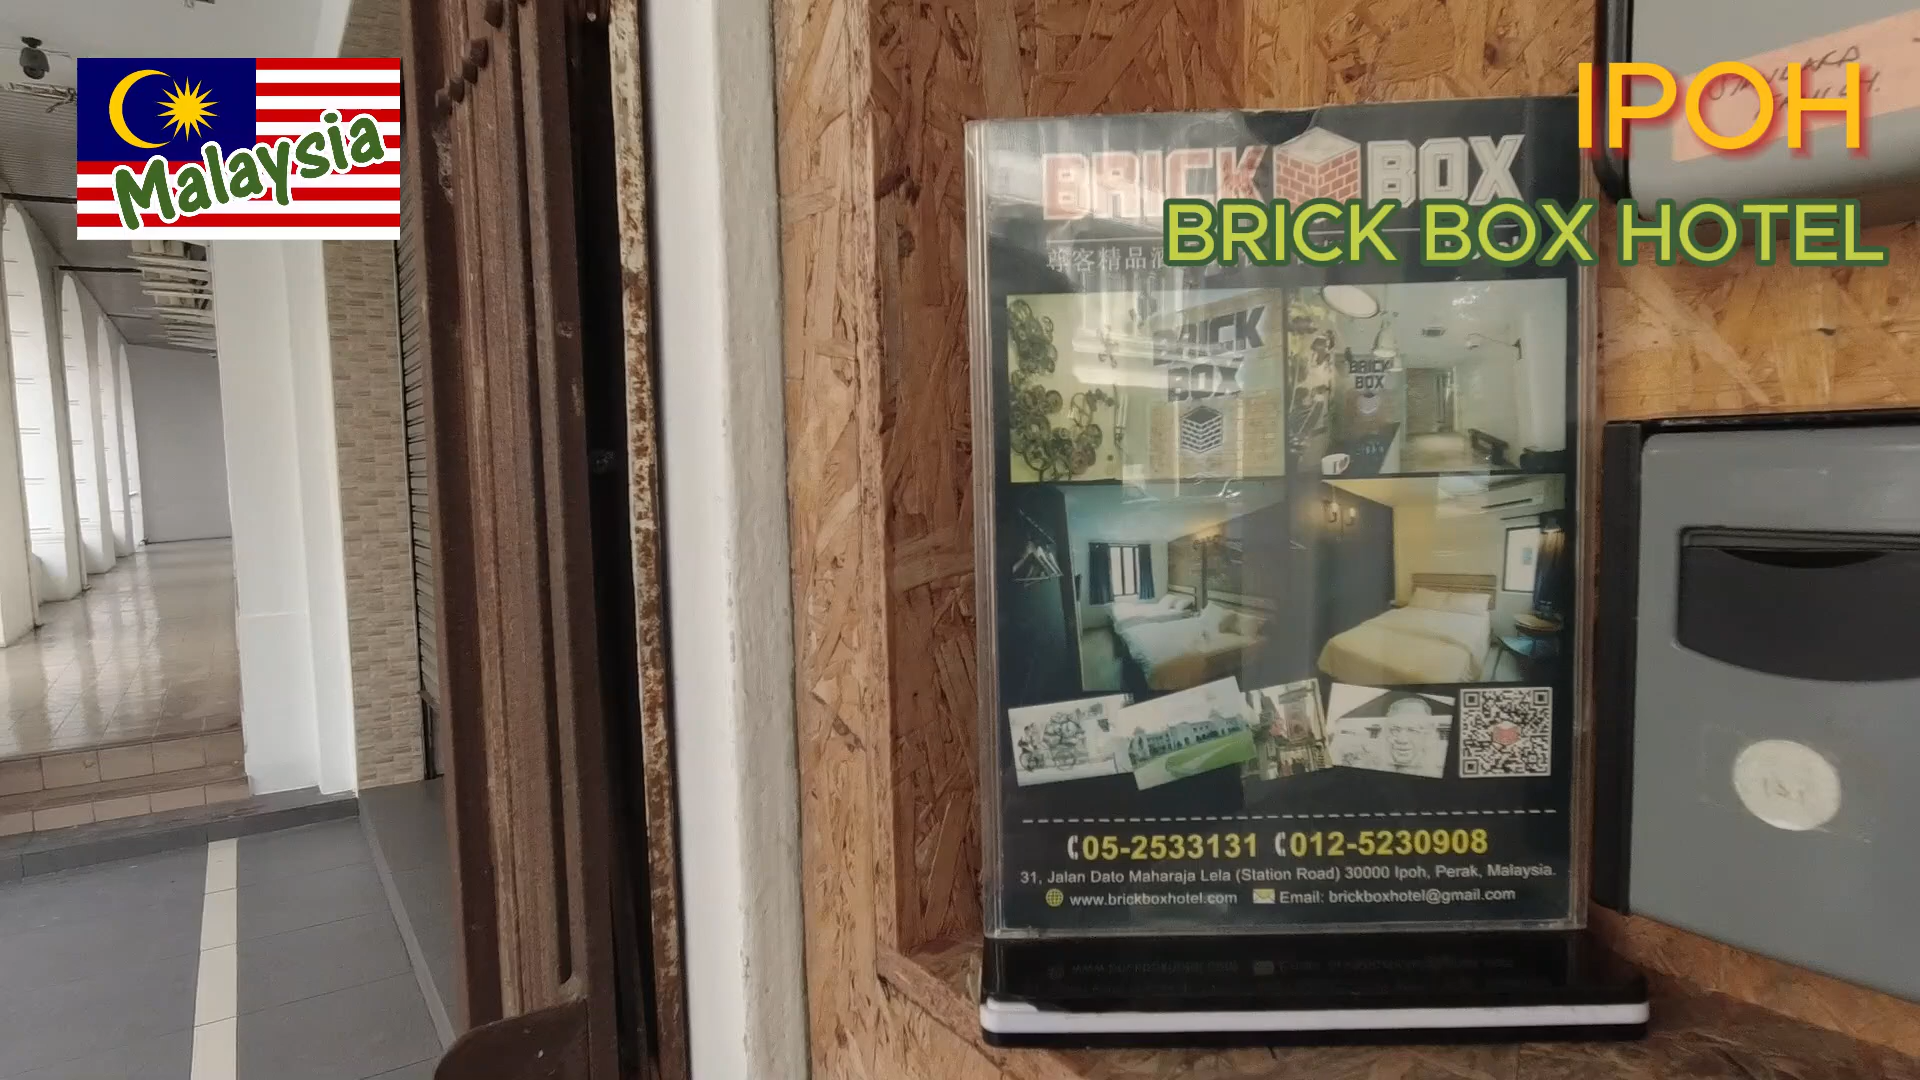 Malaysia
IPOH
BRICK BOX HOTEL
BRICK BOX
尊客精品酒
BRICK
BOX
BRICK
BOX
05-2533131 012-5230908
31, Jalan Dato Maharaja Lela (Station Road) 30000 Ipoh, Perak, Malaysia.
www.brickboxhotel.com Email: brickboxhotel@gmail.com